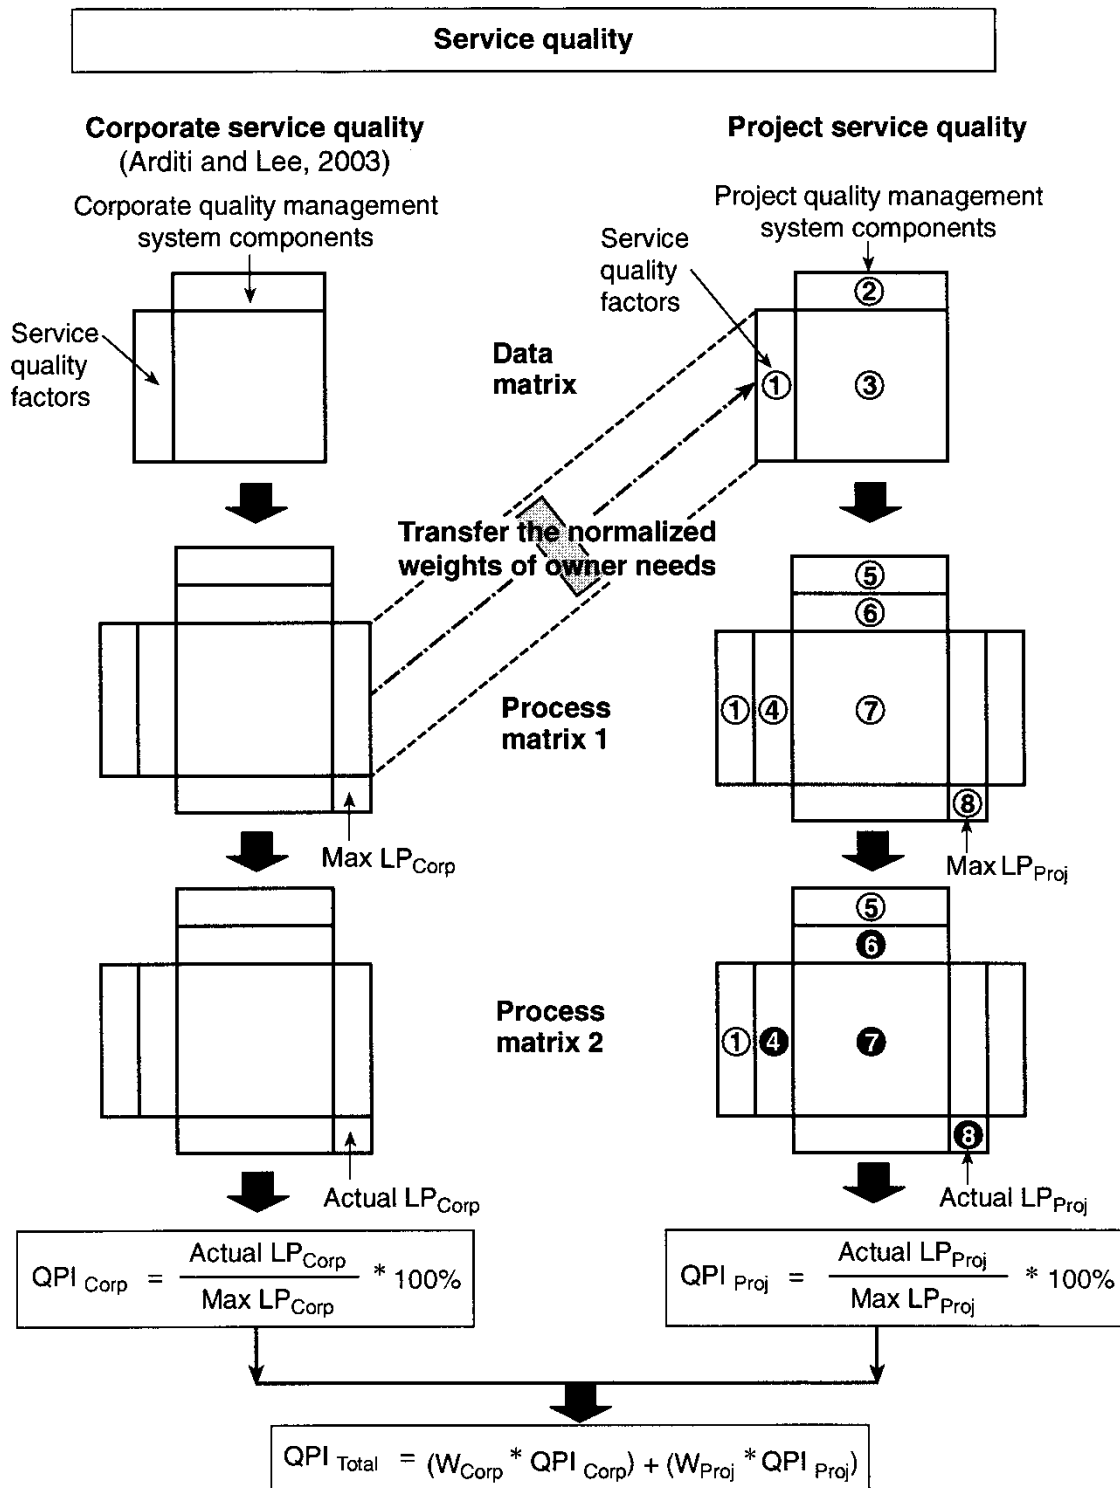 Service quality
Corporate service quality
(Arditi and Lee, 2003)
Corporate quality management
system components
Service
quality
factors
Project service quality
Project quality management
system components
Service
quality
factors
②
①
③
Data
matrix
Transfer the normalized
weights of owner needs
Process
matrix 1
Max LP_Corp
⑤
⑥
① ④ ⑦
⑧
Max LP_Proj
Process
matrix 2
Actual LP_Corp
⑤
❻
① ❹ ❼
❽
Actual LP_Proj
QPI_Corp = Actual LP_Corp / Max LP_Corp * 100%
QPI_Proj = Actual LP_Proj / Max LP_Proj * 100%
QPI_Total = (W_Corp * QPI_Corp) + (W_Proj * QPI_Proj)